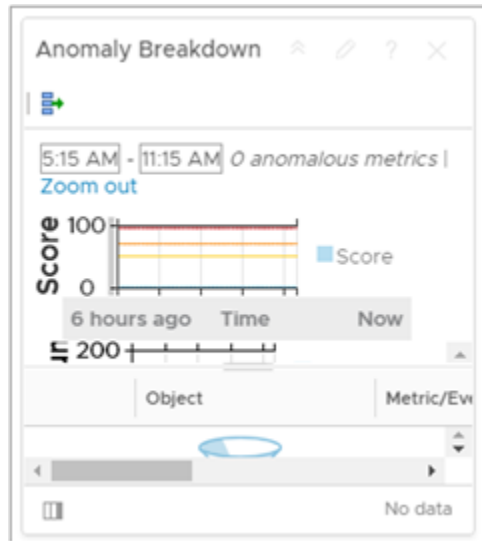 Anomaly Breakdown
5:15 AM - 11:15 AM 0 anomalous metrics |
Zoom out
Score
100
0
Score
6 hours ago Time Now
200
Object Metric/Eve
No data